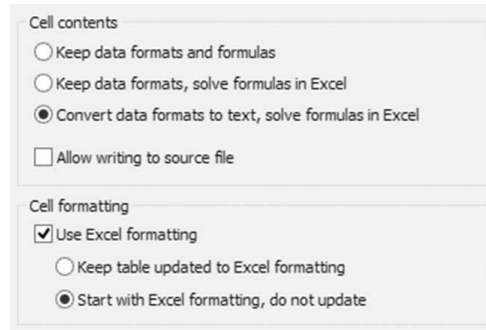 Cell contents
Keep data formats and formulas
Keep data formats, solve formulas in Excel
Convert data formats to text, solve formulas in Excel
Allow writing to source file
Cell formatting
Use Excel formatting
Keep table updated to Excel formatting
Start with Excel formatting, do not update